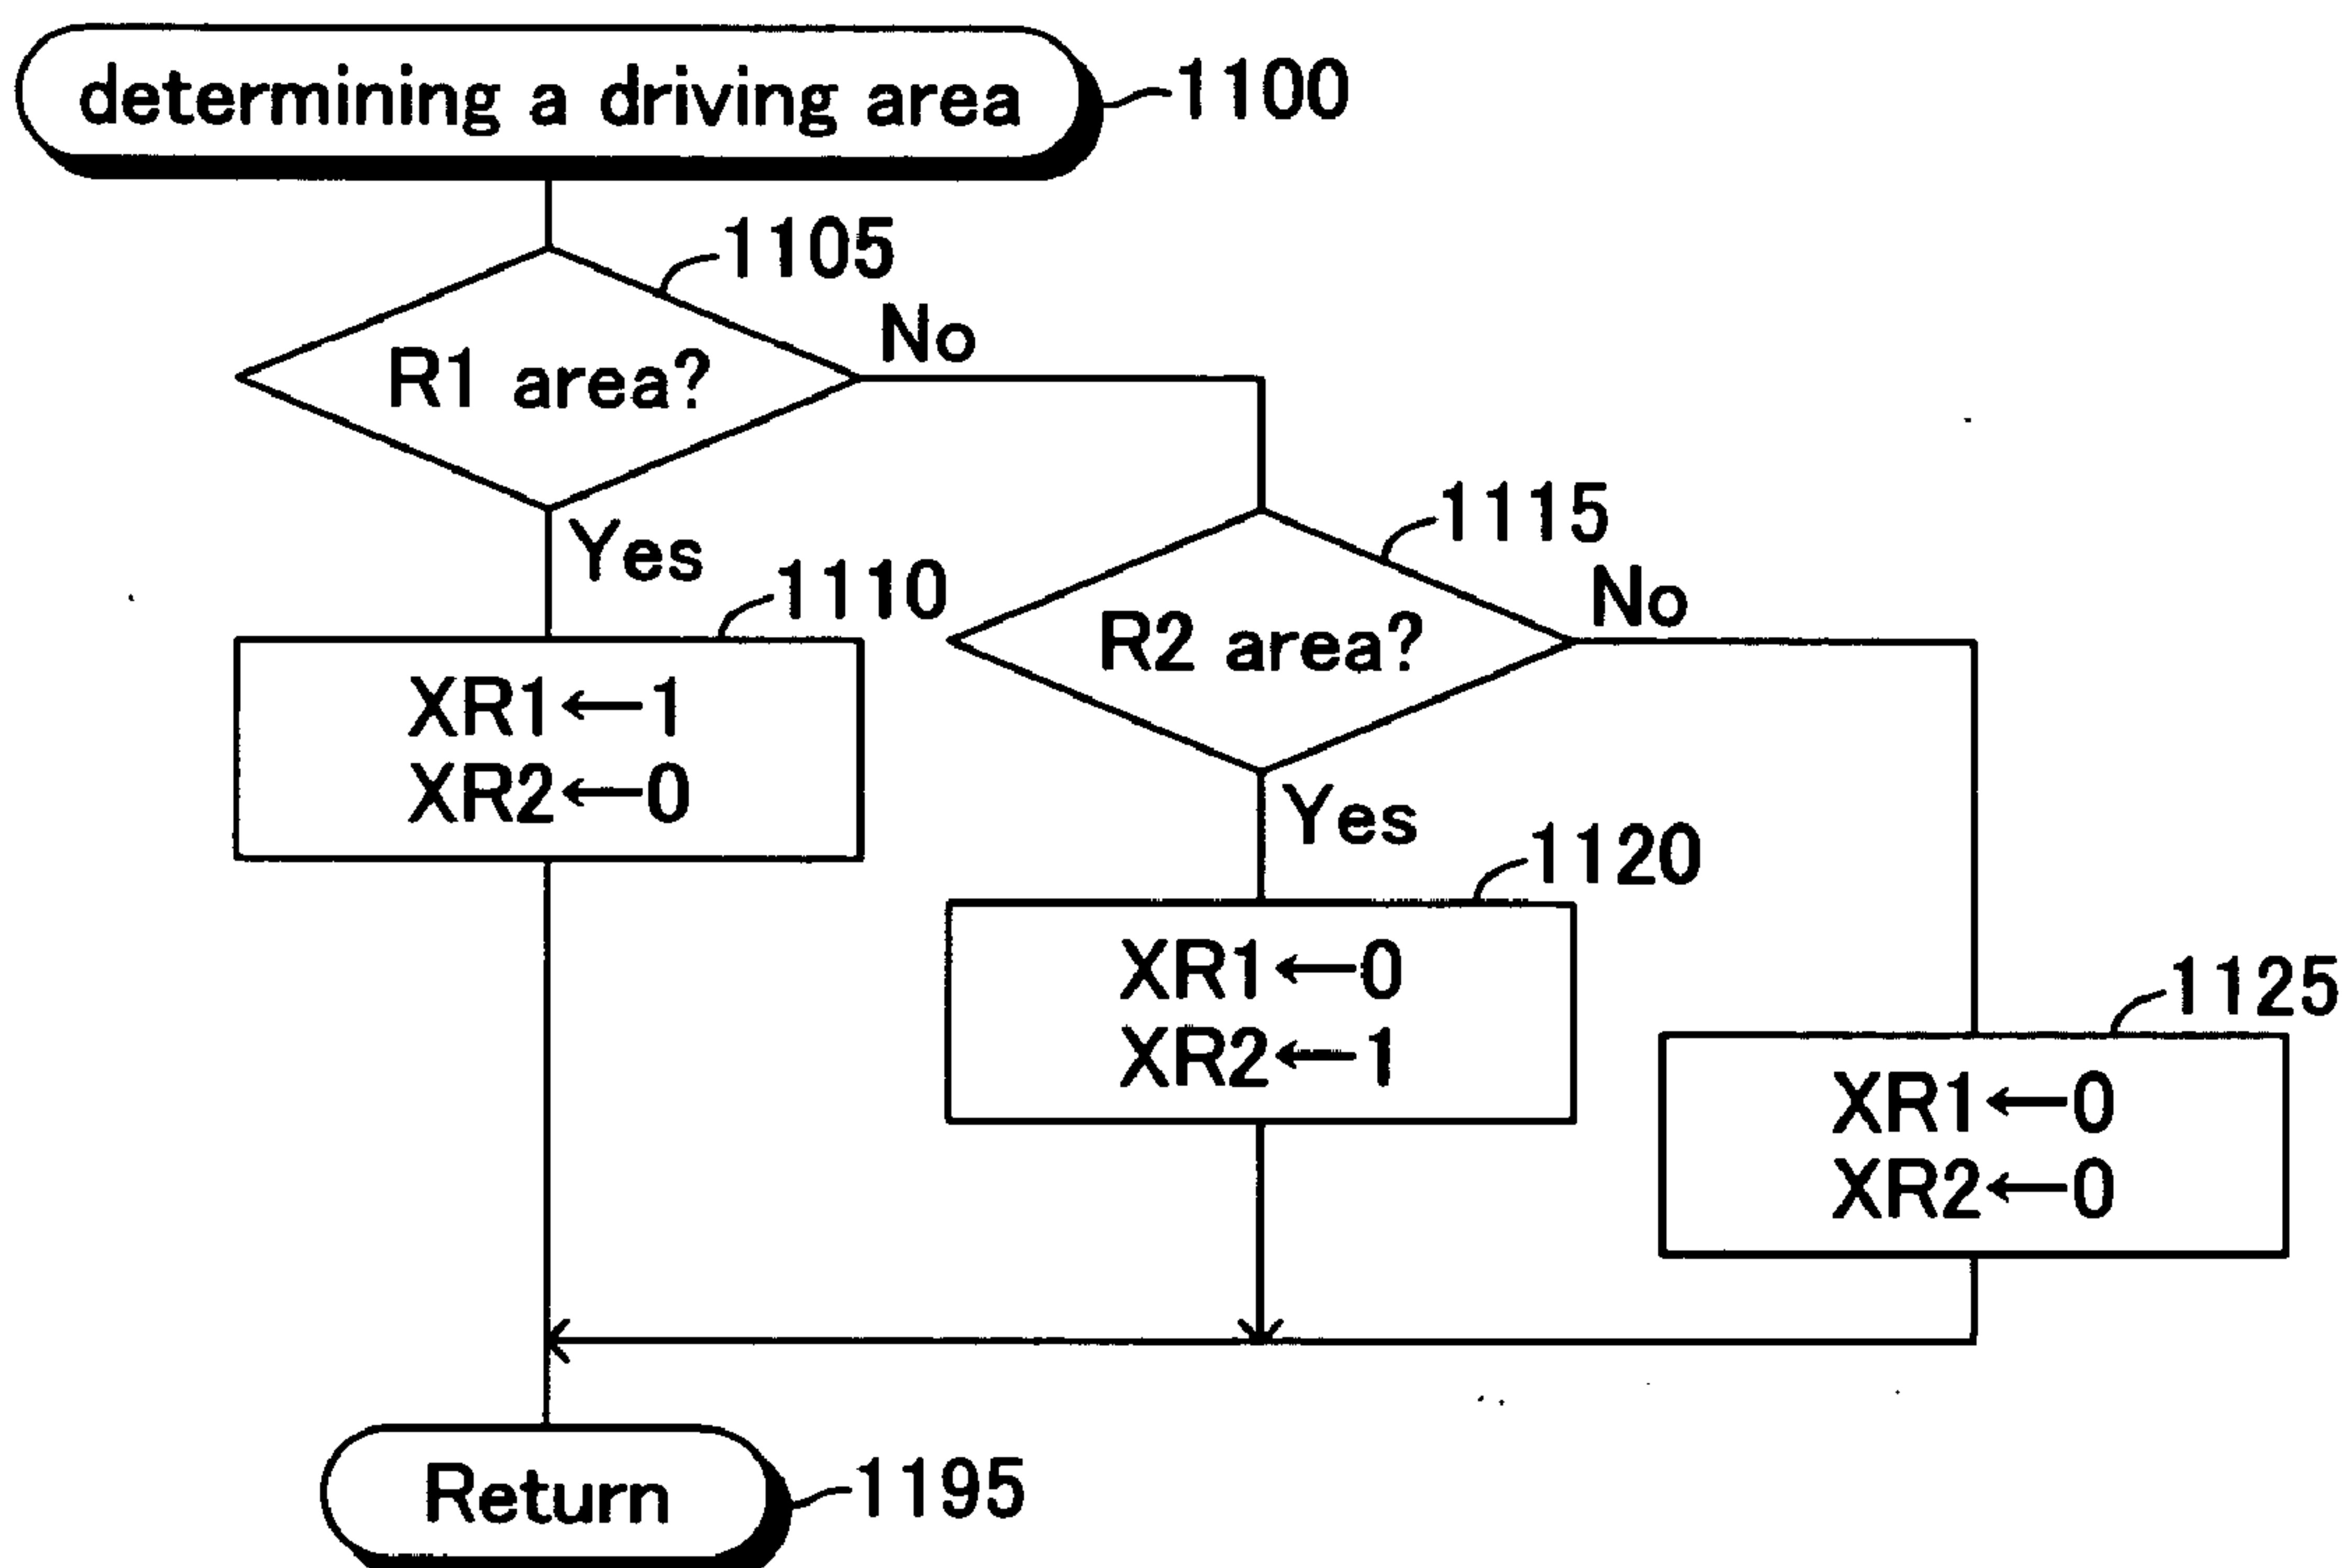 determining a driving area
1100
1105
R1 area?
No
Yes
1110
XR1←1
XR2←0
1115
R2 area?
No
Yes
1120
XR1←0
XR2←1
1125
XR1←0
XR2←0
Return
1195